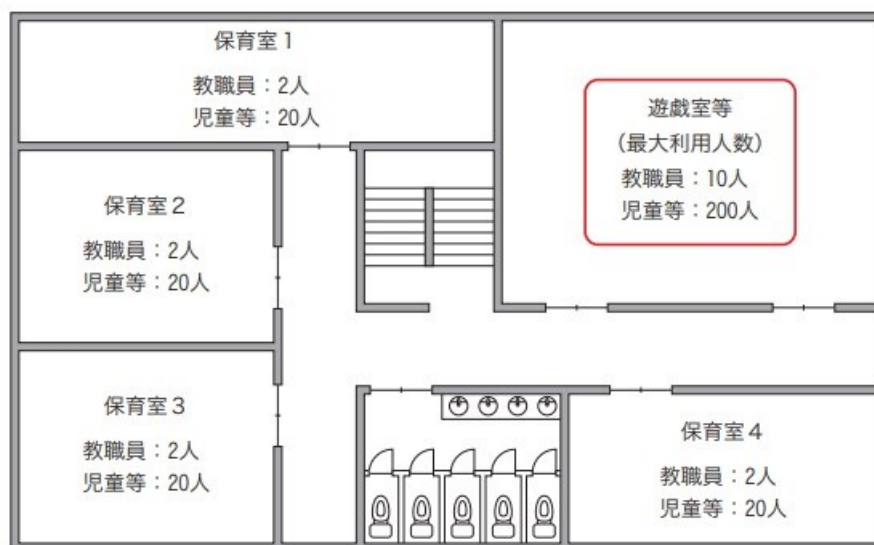 保育室１
教職員：2人
児童等：20人
遊戯室等
（最大利用人数）
教職員：10人
児童等：200人
保育室２
教職員：2人
児童等：20人
保育室３
教職員：2人
児童等：20人
保育室４
教職員：2人
児童等：20人